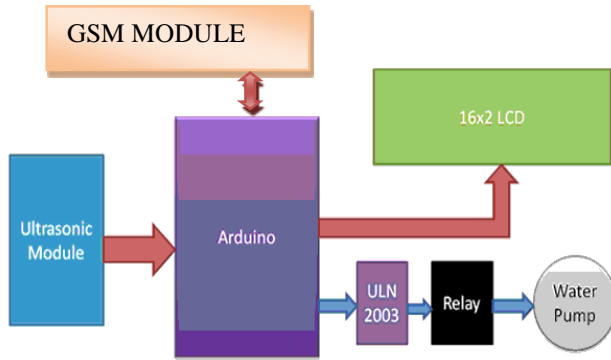 GSM MODULE
16x2 LCD
Ultrasonic
Module
Arduino
ULN
2003
Relay
Water
Pump